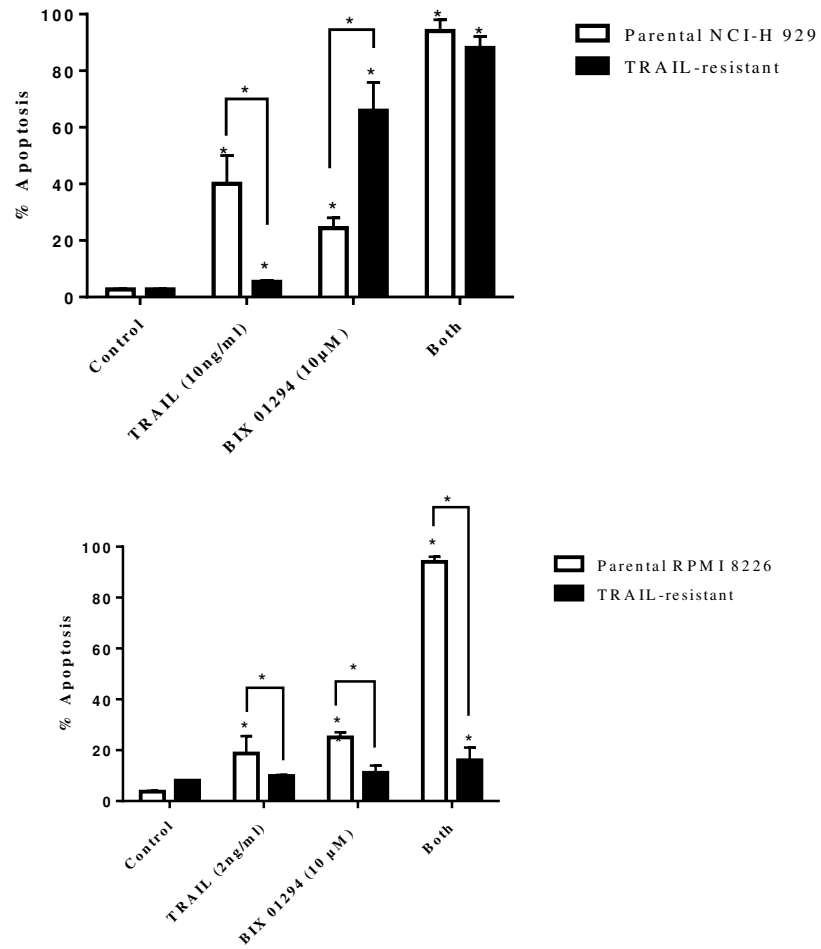 100
80
60
40
20
0
% Apoptosis
*
*
*
*
*
*
*
*
*
Parental NCI-H 929
TRAIL-resistant
Control
TRAIL (10ng/ml)
BIX 01294 (10µM)
Both
100
80
60
40
20
0
% Apoptosis
*
*
*
*
*
*
*
*
Parental RPMI 8226
TRAIL-resistant
Control
TRAIL (2ng/ml)
BIX 01294 (10 µM)
Both